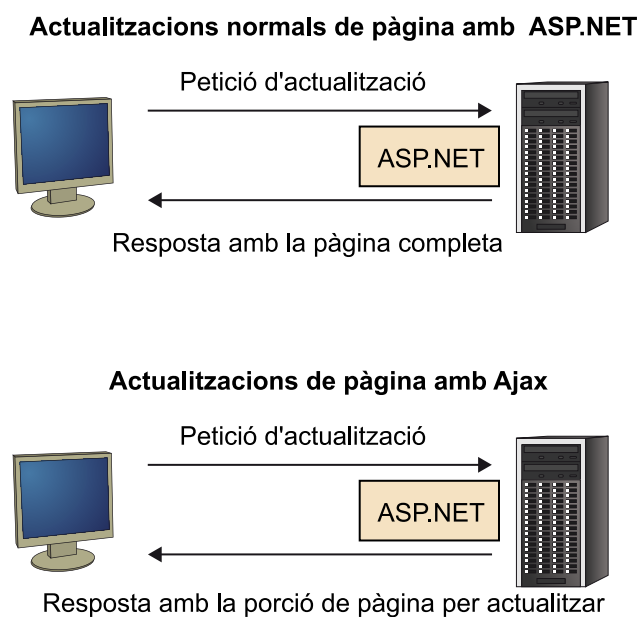 Actualitzacions normals de pàgina amb ASP.NET
Petició d'actualització
ASP.NET
Resposta amb la pàgina completa
Actualitzacions de pàgina amb Ajax
Petició d'actualització
ASP.NET
Resposta amb la porció de pàgina per actualitzar